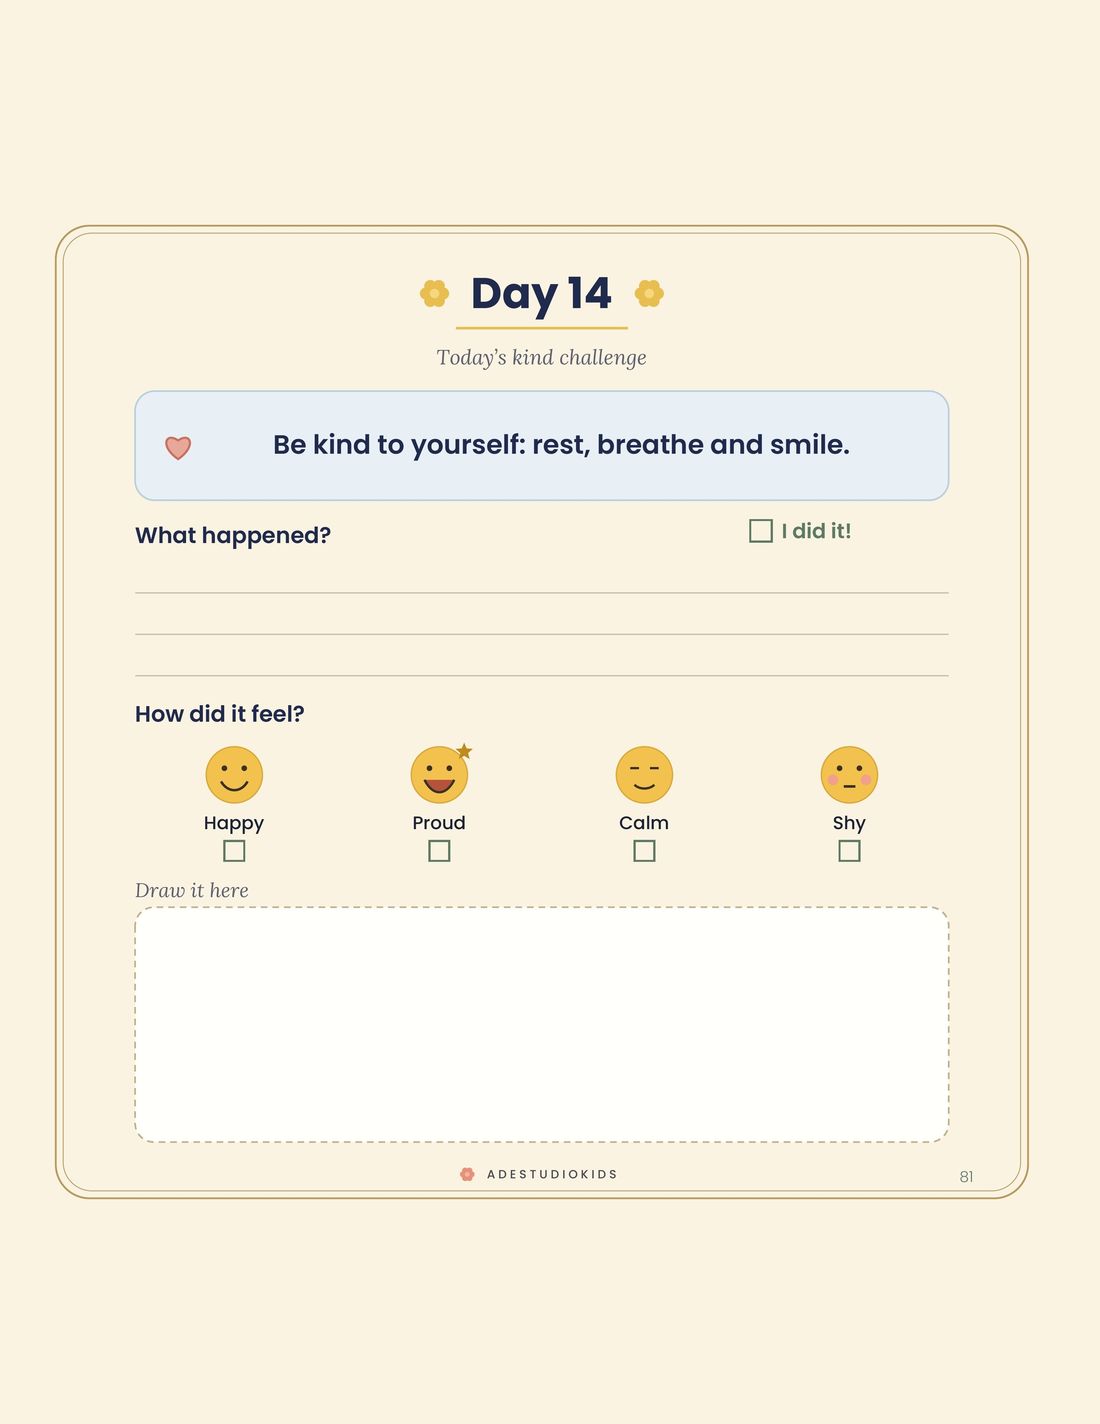 Day 14
Today’s kind challenge
Be kind to yourself: rest, breathe and smile.
What happened?
I did it!
How did it feel?
Happy
Proud
Calm
Shy
Draw it here
ADESTUDIOKIDS
81